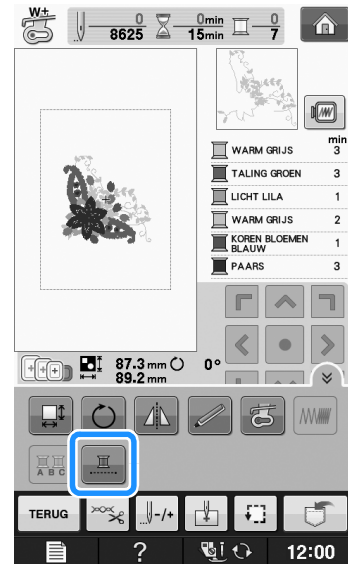 W±
0
8625
0min
15min
0
7
min
WARM GRIJS 3
TALING GROEN 3
LICHT LILA 1
WARM GRIJS 2
KOREN BLOEMEN
BLAUW 1
PAARS 3
87.3 mm 0°
89.2 mm
A B C
TERUG
-/+
?
12:00